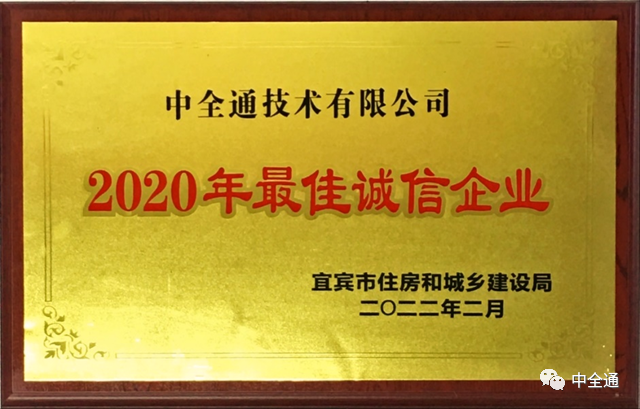 中全通技术有限公司
2020年最佳诚信企业
宜宾市住房和城乡建设局
二〇二二年二月
中全通